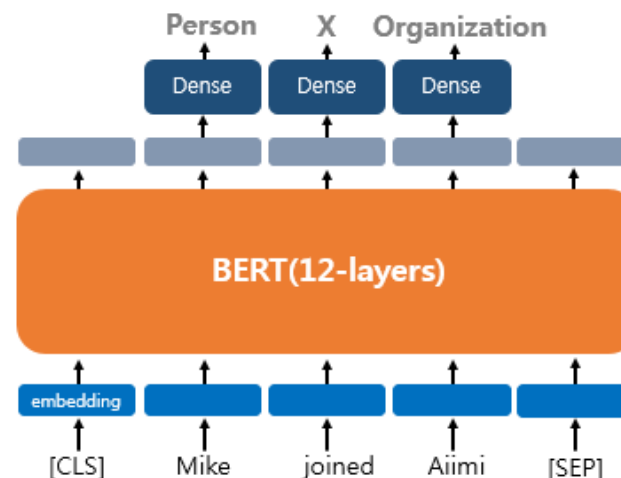 Person X Organization
Dense Dense Dense
BERT(12-layers)
embedding
[CLS] Mike joined Aiimi [SEP]